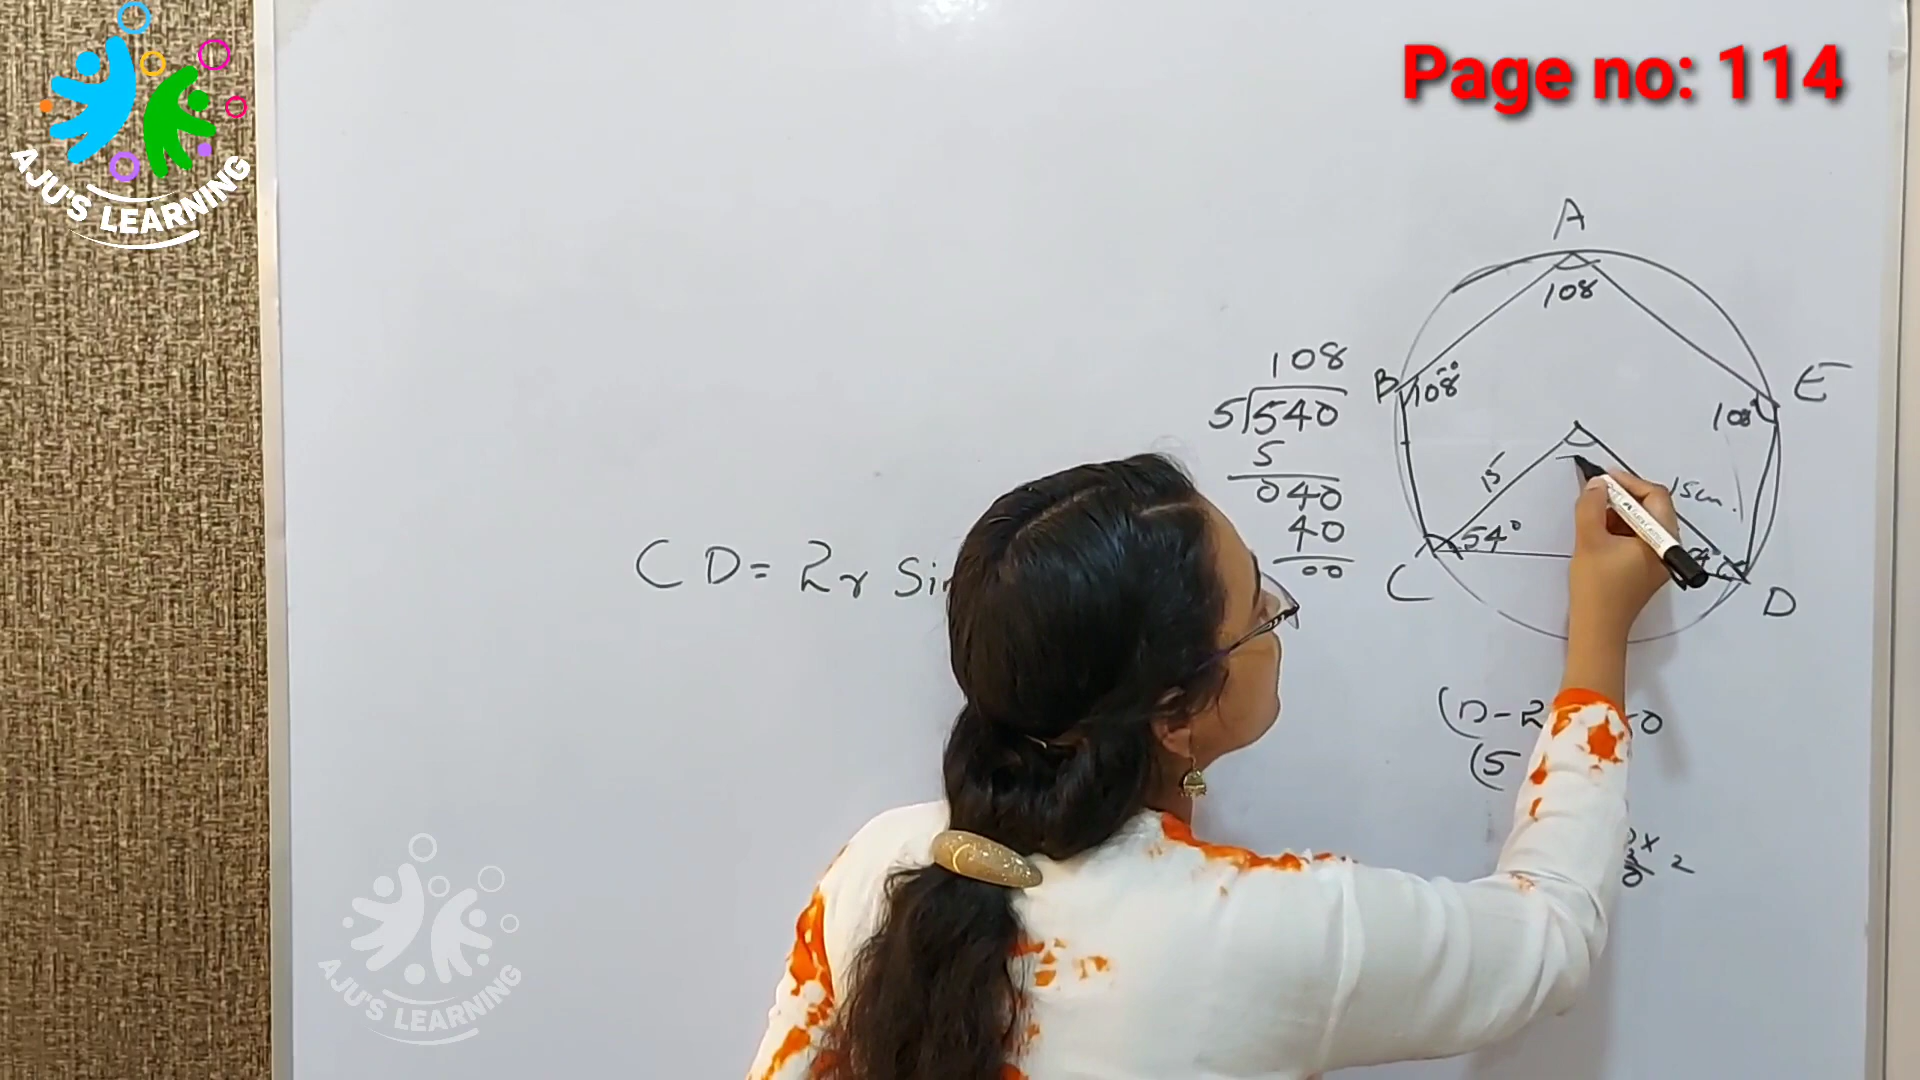 AJU'S LEARNING
Page no: 114
A
108
B
108°
E
108
108
5)540
5
040
40
00
15
15cm.
54°
C
D
CD= 2r
(n-2
(5
AJU'S LEARNING